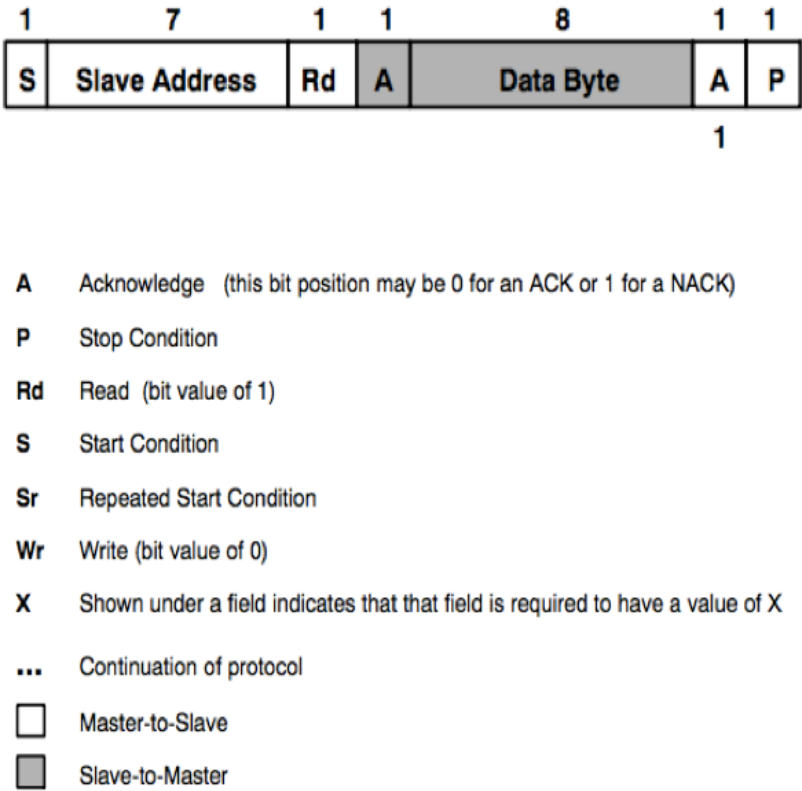 1 7 1 1 8 1 1
S Slave Address Rd A Data Byte A P
1
A Acknowledge (this bit position may be 0 for an ACK or 1 for a NACK)
P Stop Condition
Rd Read (bit value of 1)
S Start Condition
Sr Repeated Start Condition
Wr Write (bit value of 0)
X Shown under a field indicates that that field is required to have a value of X
... Continuation of protocol
Master-to-Slave
Slave-to-Master